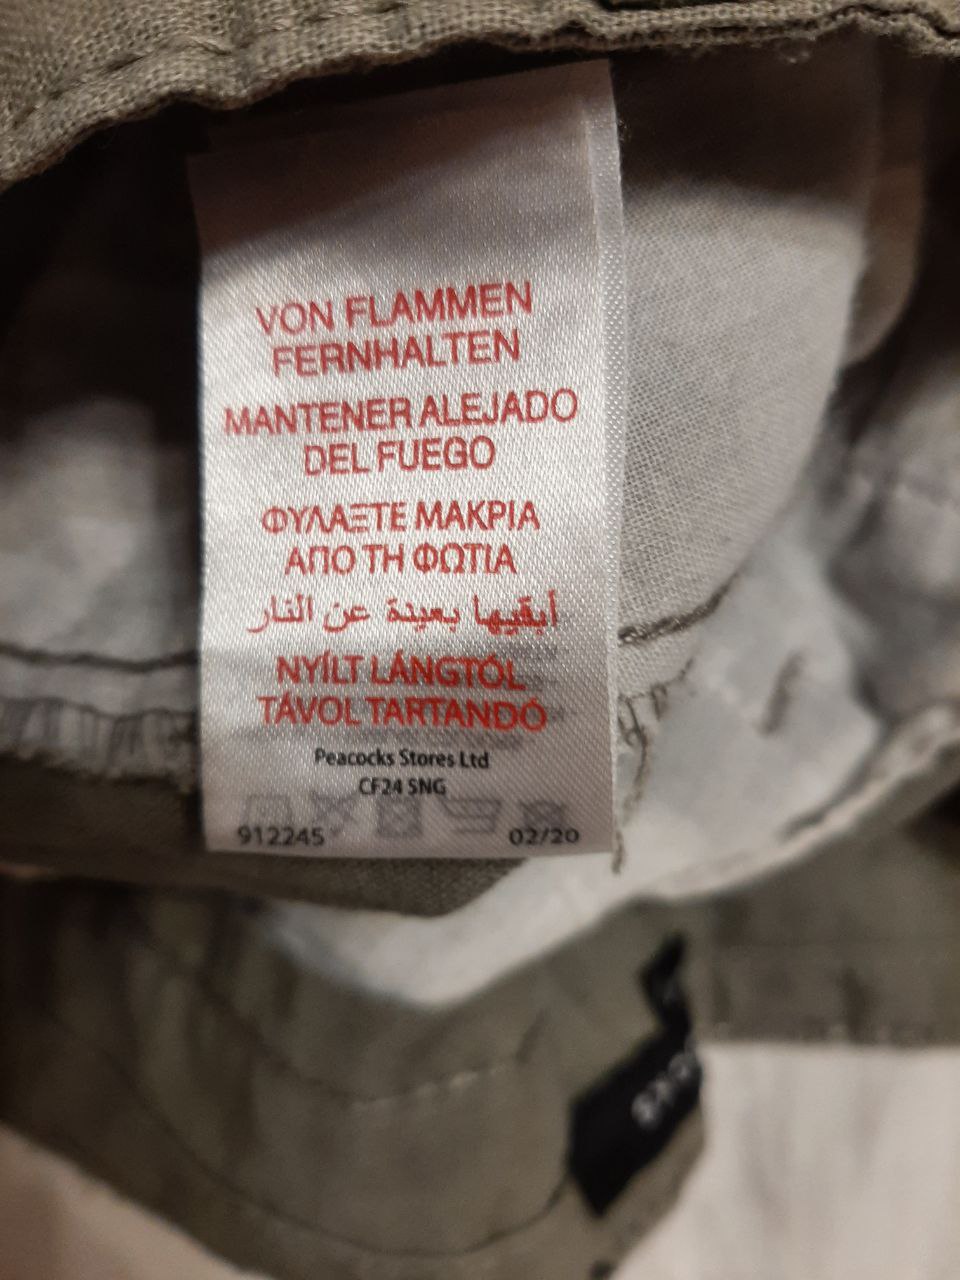 VON FLAMMEN
FERNHALTEN
MANTENER ALEJADO
DEL FUEGO
ΦΥΛΑΞΤΕ ΜΑΚΡΙΑ
ΑΠΟ ΤΗ ΦΩΤΙΑ
أبقيها بعيدة عن النار
NYÍLT LÁNGTÓL
TÁVOL TARTANDÓ
Peacocks Stores Ltd
CF24 5NG
912245 02/20